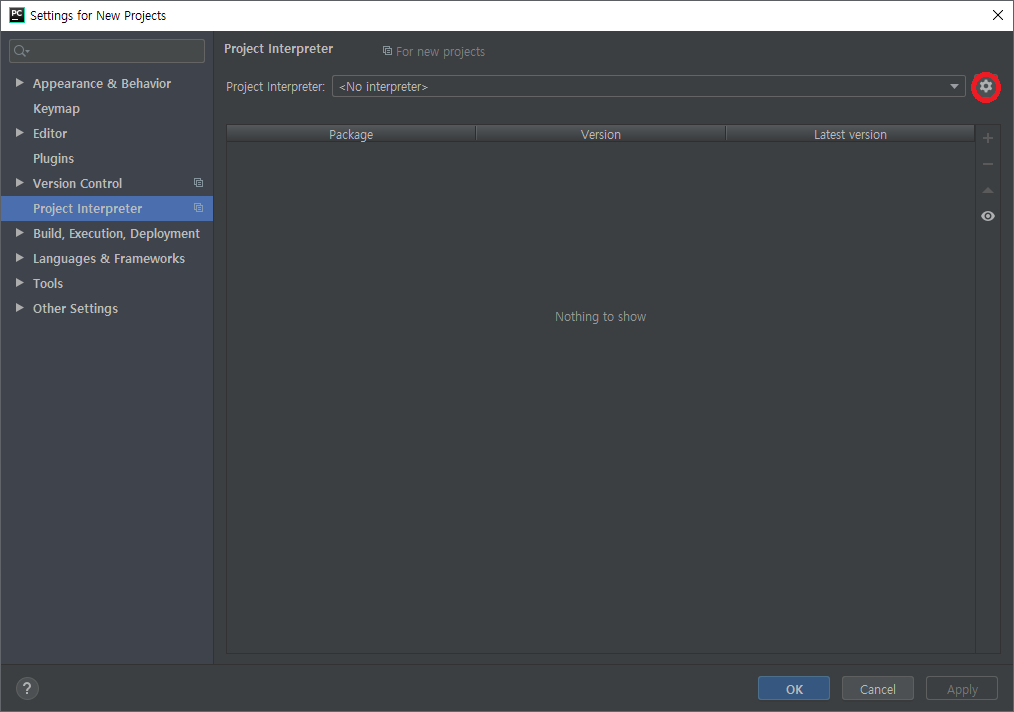 PC
Settings for New Projects
Project Interpreter
For new projects
Appearance & Behavior
Keymap
Editor
Plugins
Version Control
Project Interpreter
Build, Execution, Deployment
Languages & Frameworks
Tools
Other Settings
Project Interpreter:
<No interpreter>
Package
Version
Latest version
Nothing to show
?
OK
Cancel
Apply